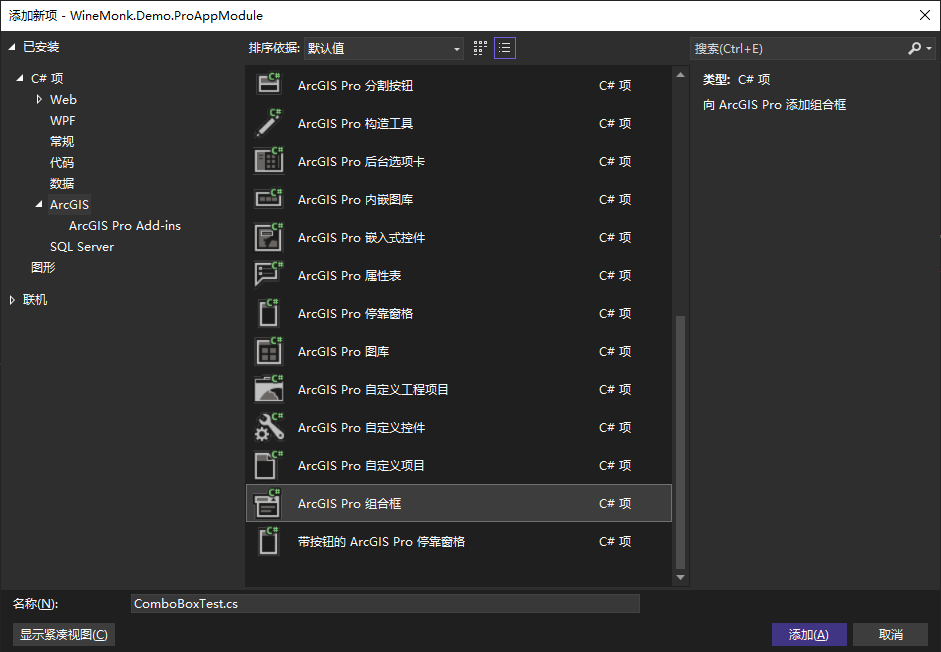 添加新项 - WineMonk.Demo.ProAppModule
已安装
排序依据: 默认值
搜索(Ctrl+E)
C# 项
Web
WPF
常规
代码
数据
ArcGIS
ArcGIS Pro Add-ins
SQL Server
图形
联机
ArcGIS Pro 分割按钮 C# 项
ArcGIS Pro 构造工具 C# 项
ArcGIS Pro 后台选项卡 C# 项
ArcGIS Pro 内嵌图库 C# 项
ArcGIS Pro 嵌入式控件 C# 项
ArcGIS Pro 属性表 C# 项
ArcGIS Pro 停靠窗格 C# 项
ArcGIS Pro 图库 C# 项
ArcGIS Pro 自定义工程项目 C# 项
ArcGIS Pro 自定义控件 C# 项
ArcGIS Pro 自定义项目 C# 项
ArcGIS Pro 组合框 C# 项
带按钮的 ArcGIS Pro 停靠窗格 C# 项
类型: C# 项
向 ArcGIS Pro 添加组合框
名称(N): ComboBoxTest.cs
显示紧凑视图(C)
添加(A)
取消